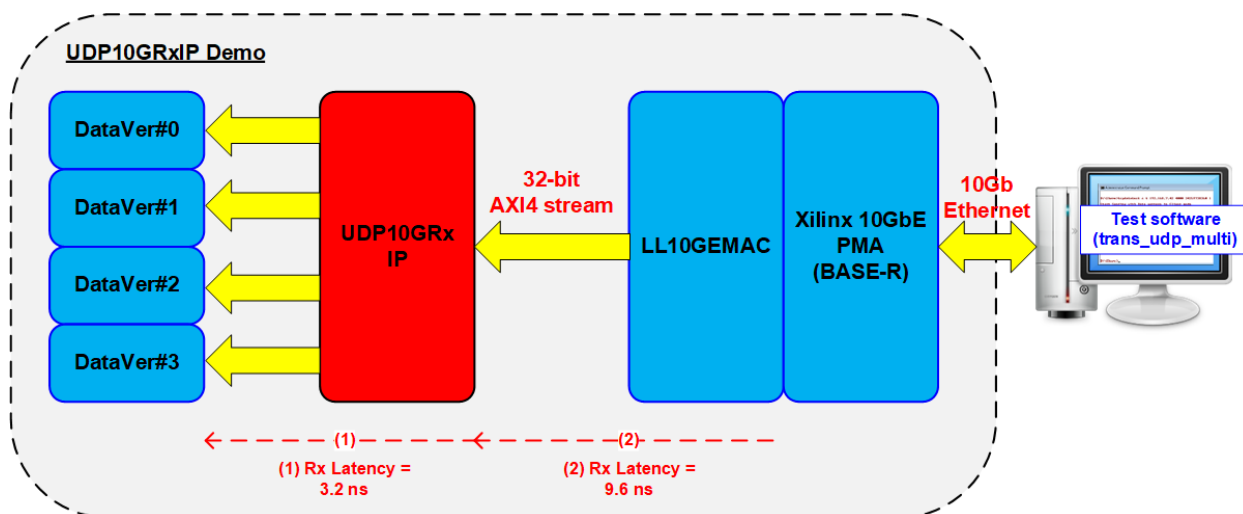 UDP10GRxIP Demo
DataVer#0
DataVer#1
DataVer#2
DataVer#3
UDP10GRx
IP
32-bit
AXI4 stream
LL10GEMAC
Xilinx 10GbE
PMA
(BASE-R)
10Gb
Ethernet
Test software
(trans_udp_multi)
(1)
(2)
(1) Rx Latency =
3.2 ns
(2) Rx Latency =
9.6 ns